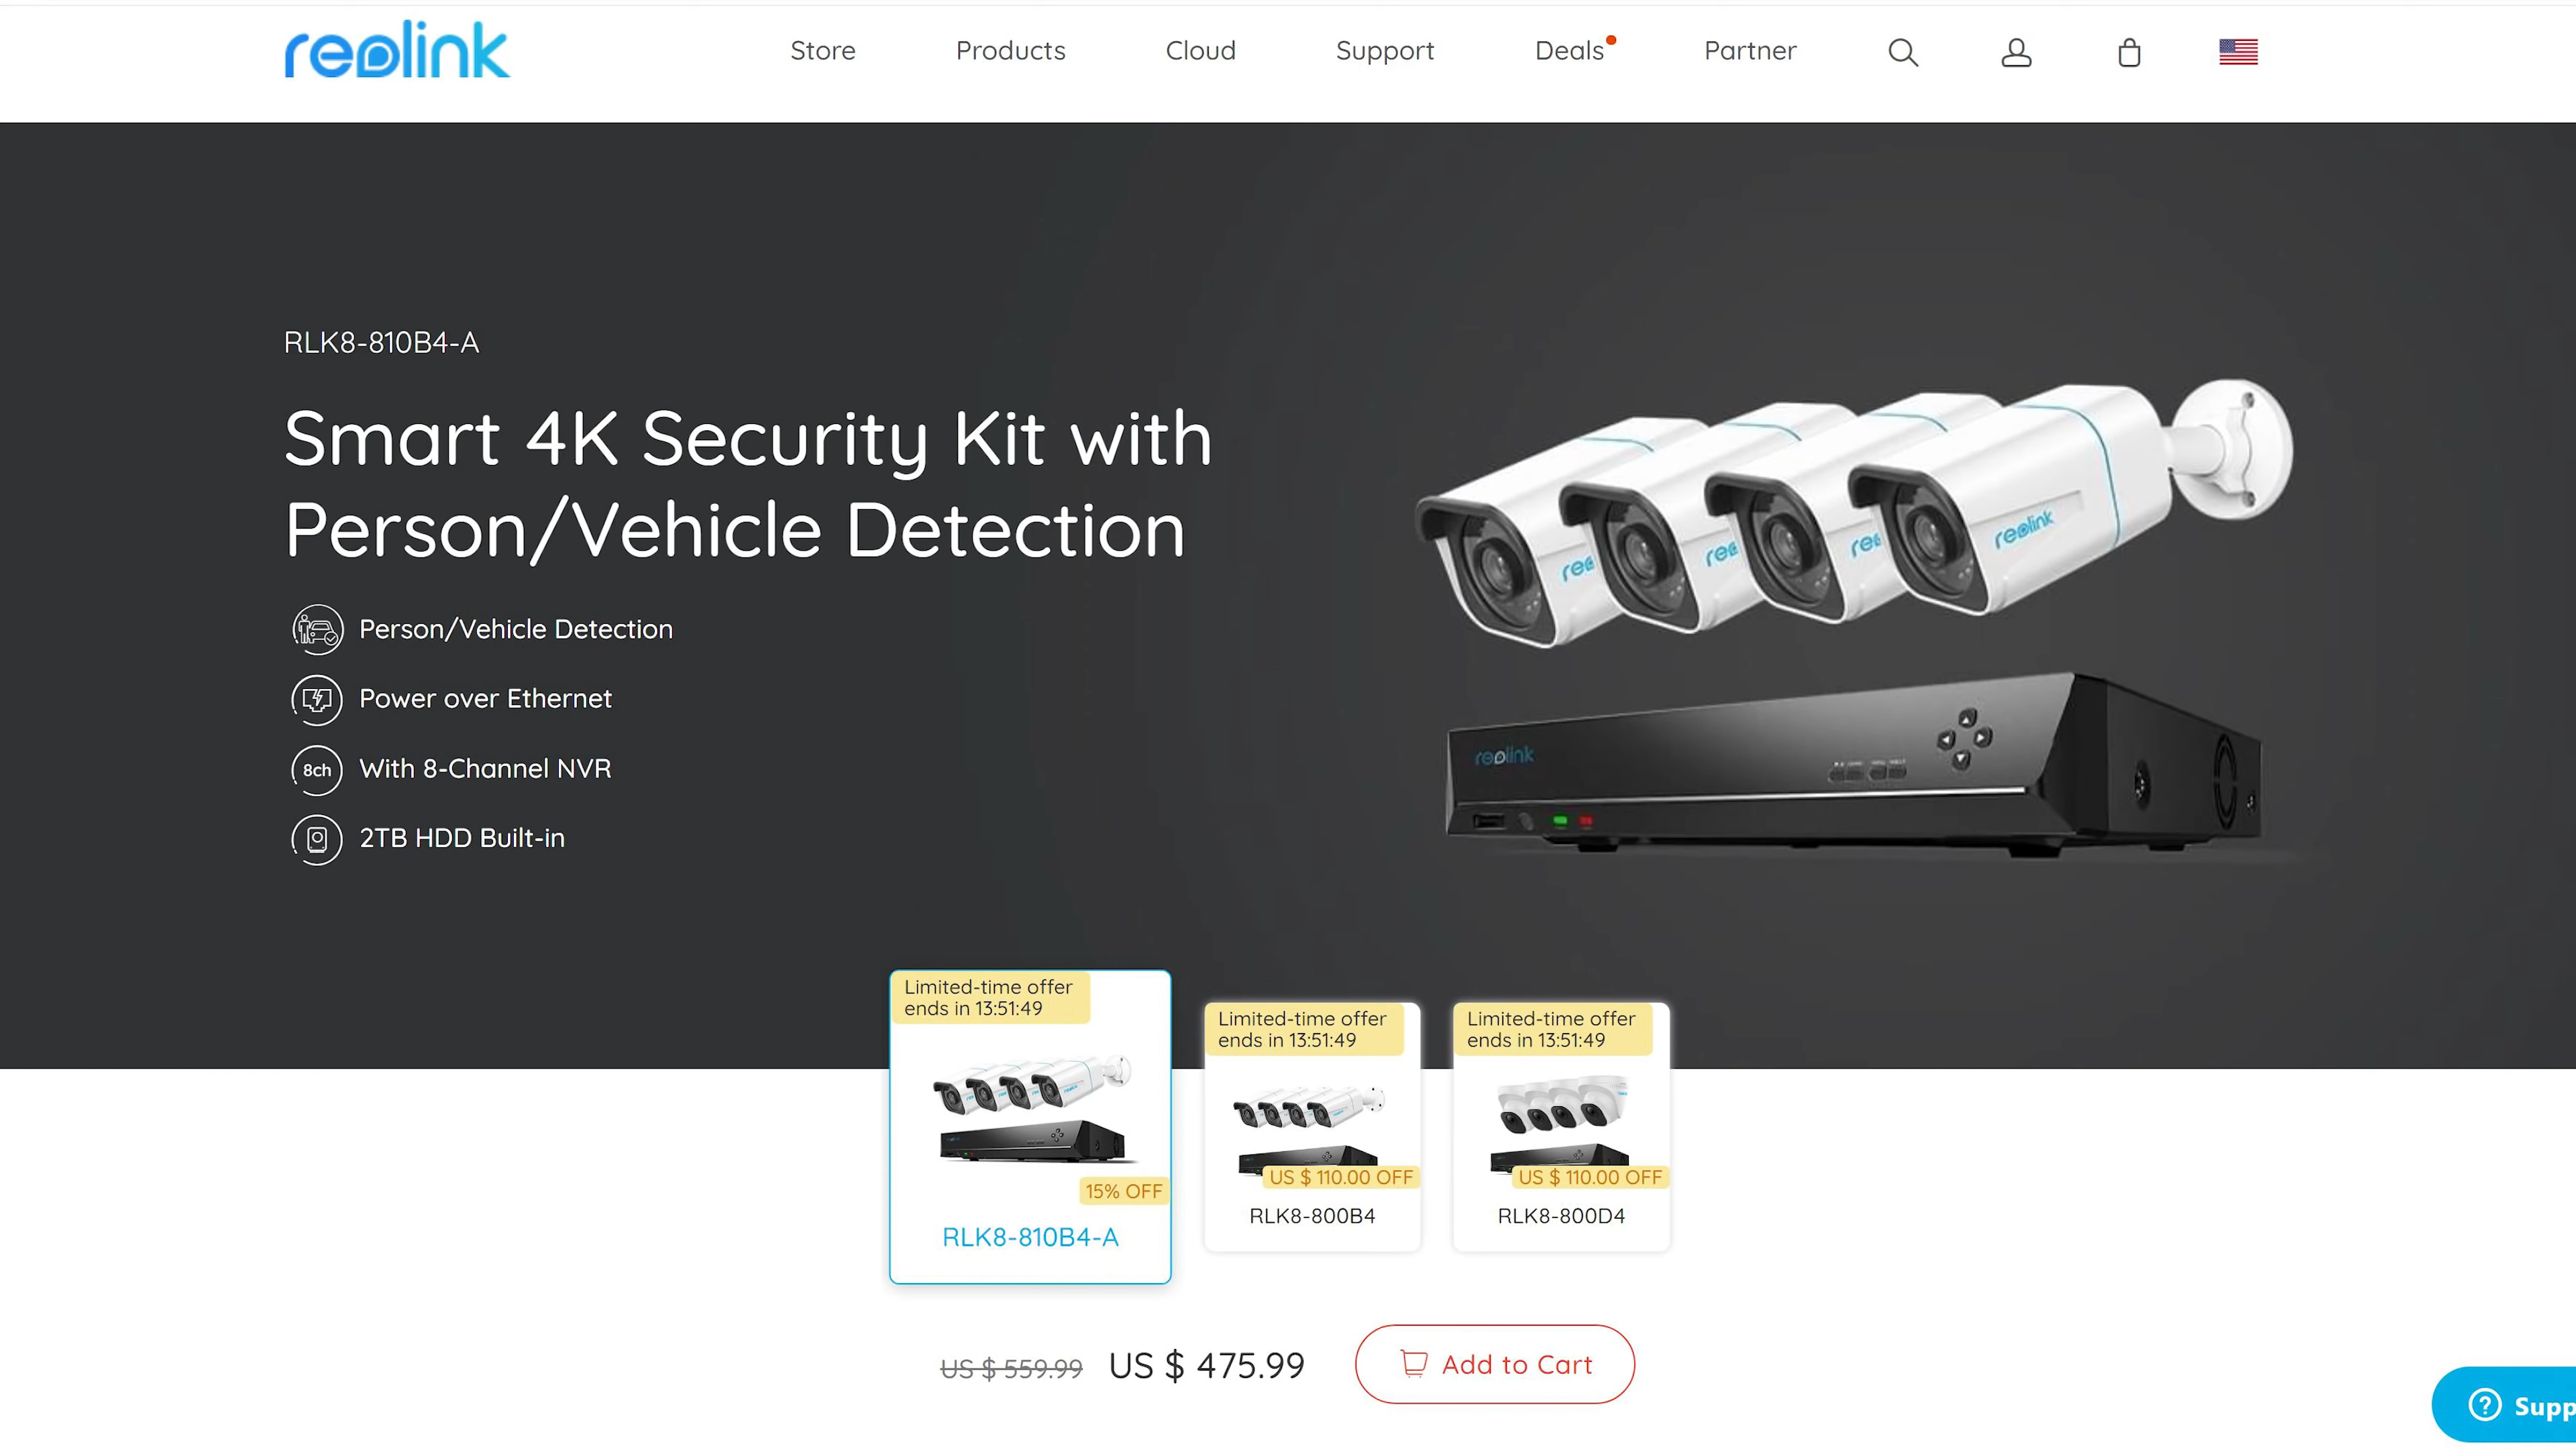 reolink
Store Products Cloud Support Deals Partner
RLK8-810B4-A
Smart 4K Security Kit with
Person/Vehicle Detection
Person/Vehicle Detection
Power over Ethernet
8ch With 8-Channel NVR
2TB HDD Built-in
reolink
reolink
Limited-time offer
ends in 13:51:49
15% OFF
RLK8-810B4-A
Limited-time offer
ends in 13:51:49
US $ 110.00 OFF
RLK8-800B4
Limited-time offer
ends in 13:51:49
US $ 110.00 OFF
RLK8-800D4
US $ 559.99 US $ 475.99 Add to Cart
? Supp